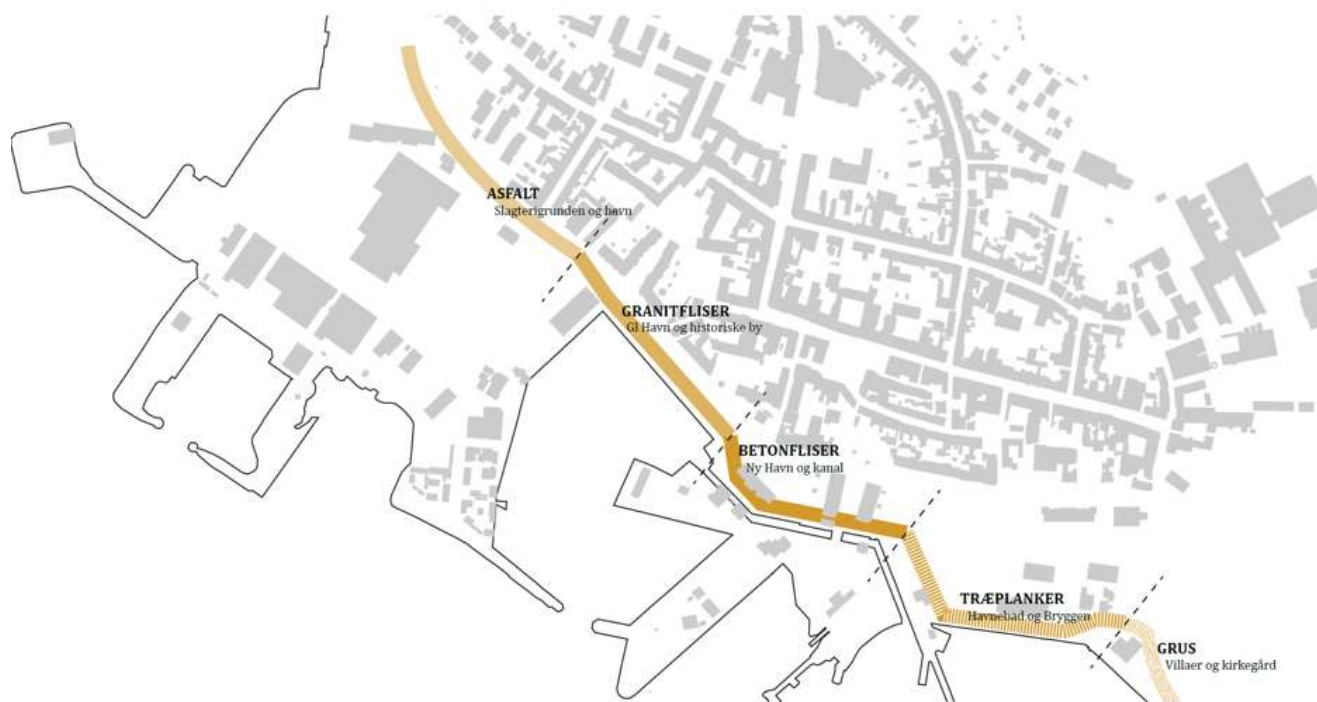 ASFALT
Slagterigrunden og havn
GRANITFLISER
Gl Havn og historiske by
BETONFLISER
Ny Havn og kanal
TRÆPLANKER
Havnebad og Bryggen
GRUS
Villaer og kirkegård